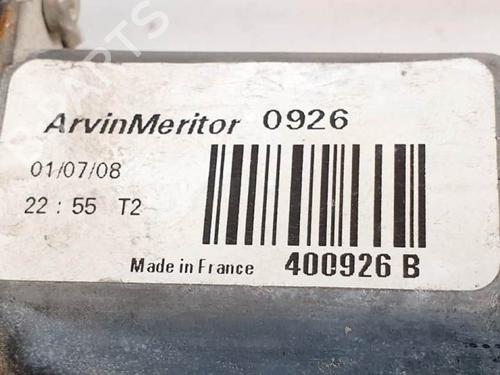 ArvinMeritor 0926
01/07/08
22 : 55 T2
Made in France 400926 B